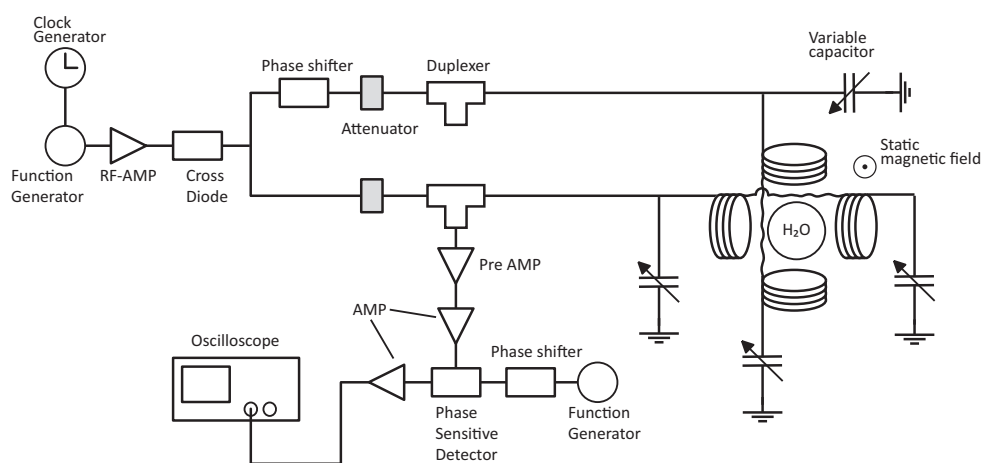 Clock
Generator
Variable
capacitor
Phase shifter
Duplexer
Attenuator
Static
magnetic field
Function
Generator
RF-AMP
Cross
Diode
H₂O
Pre AMP
AMP
Oscilloscope
Phase shifter
Phase
Sensitive
Detector
Function
Generator